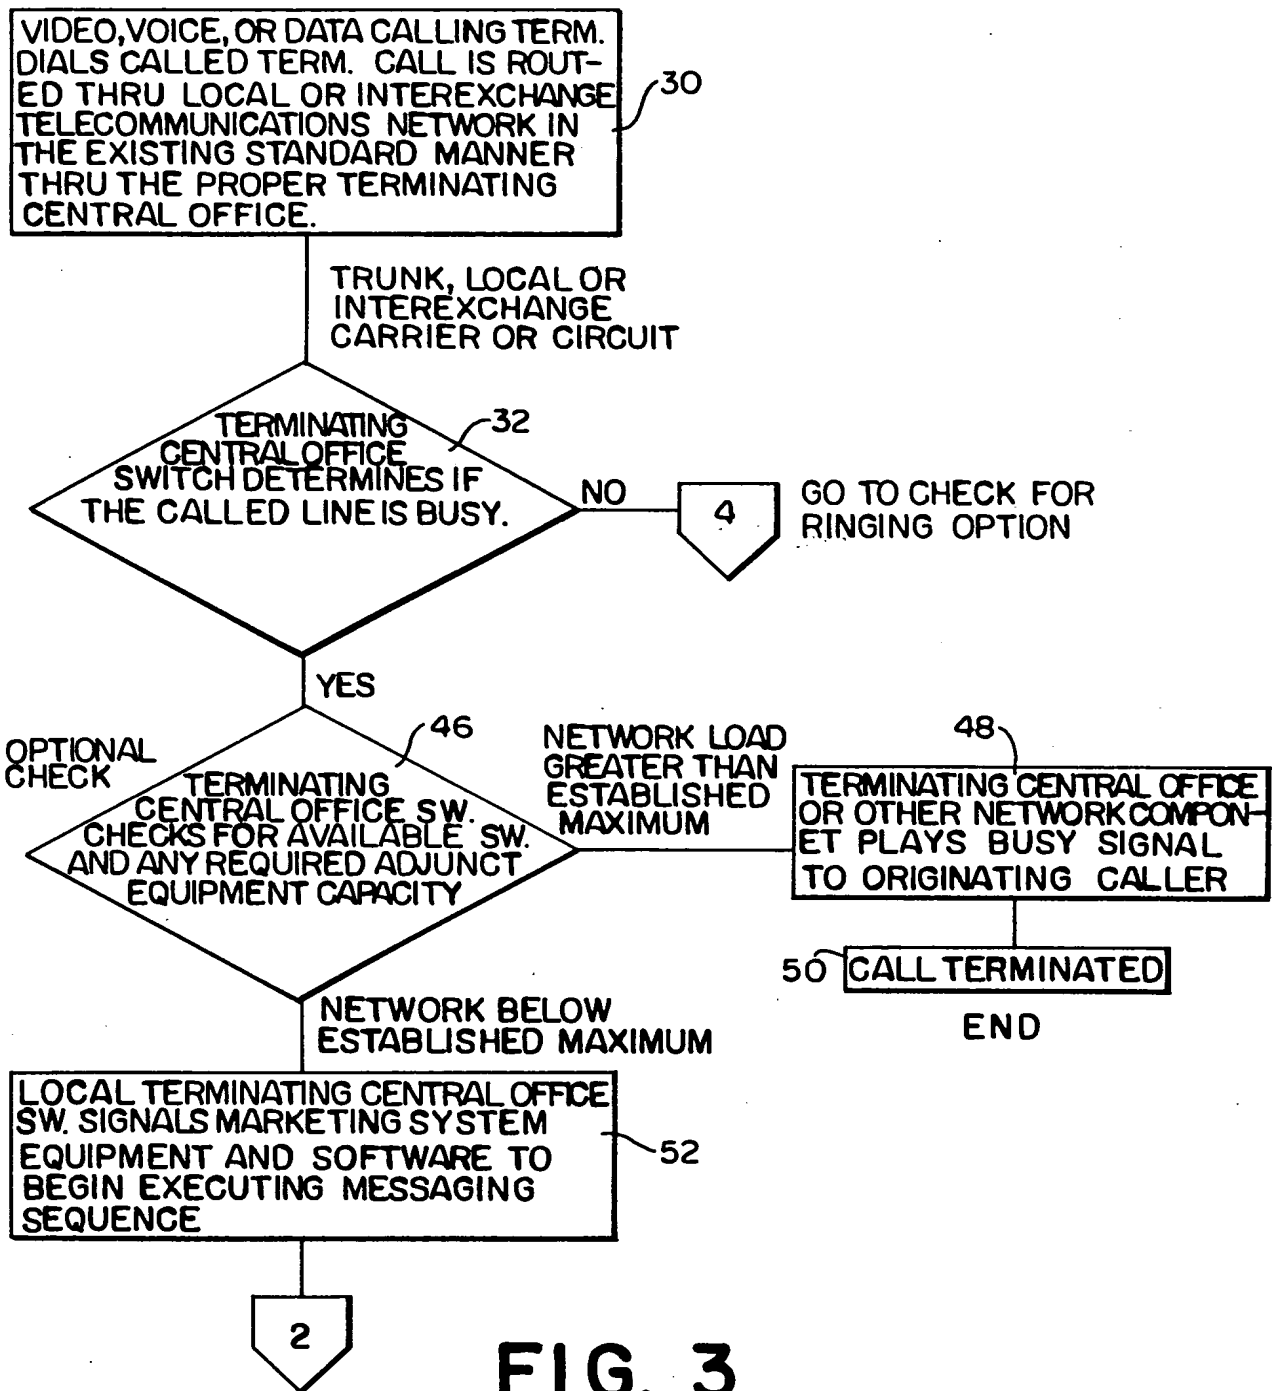 VIDEO, VOICE, OR DATA CALLING TERM.
DIALS CALLED TERM. CALL IS ROUT-
ED THRU LOCAL OR INTEREXCHANGE
TELECOMMUNICATIONS NETWORK IN
THE EXISTING STANDARD MANNER
THRU THE PROPER TERMINATING
CENTRAL OFFICE.
30
TRUNK, LOCAL OR
INTEREXCHANGE
CARRIER OR CIRCUIT
TERMINATING
CENTRAL OFFICE
SWITCH DETERMINES IF
THE CALLED LINE IS BUSY.
32
NO
4
GO TO CHECK FOR
RINGING OPTION
YES
OPTIONAL
CHECK
46
TERMINATING
CENTRAL OFFICE SW.
CHECKS FOR AVAILABLE SW.
AND ANY REQUIRED ADJUNCT
EQUIPMENT CAPACITY
NETWORK LOAD
GREATER THAN
ESTABLISHED
MAXIMUM
48
TERMINATING CENTRAL OFFICE
OR OTHER NETWORK COMPON-
ET PLAYS BUSY SIGNAL
TO ORIGINATING CALLER
50
CALL TERMINATED
END
NETWORK BELOW
ESTABLISHED MAXIMUM
LOCAL TERMINATING CENTRAL OFFICE
SW. SIGNALS MARKETING SYSTEM
EQUIPMENT AND SOFTWARE TO
BEGIN EXECUTING MESSAGING
SEQUENCE
52
2
FIG. 3